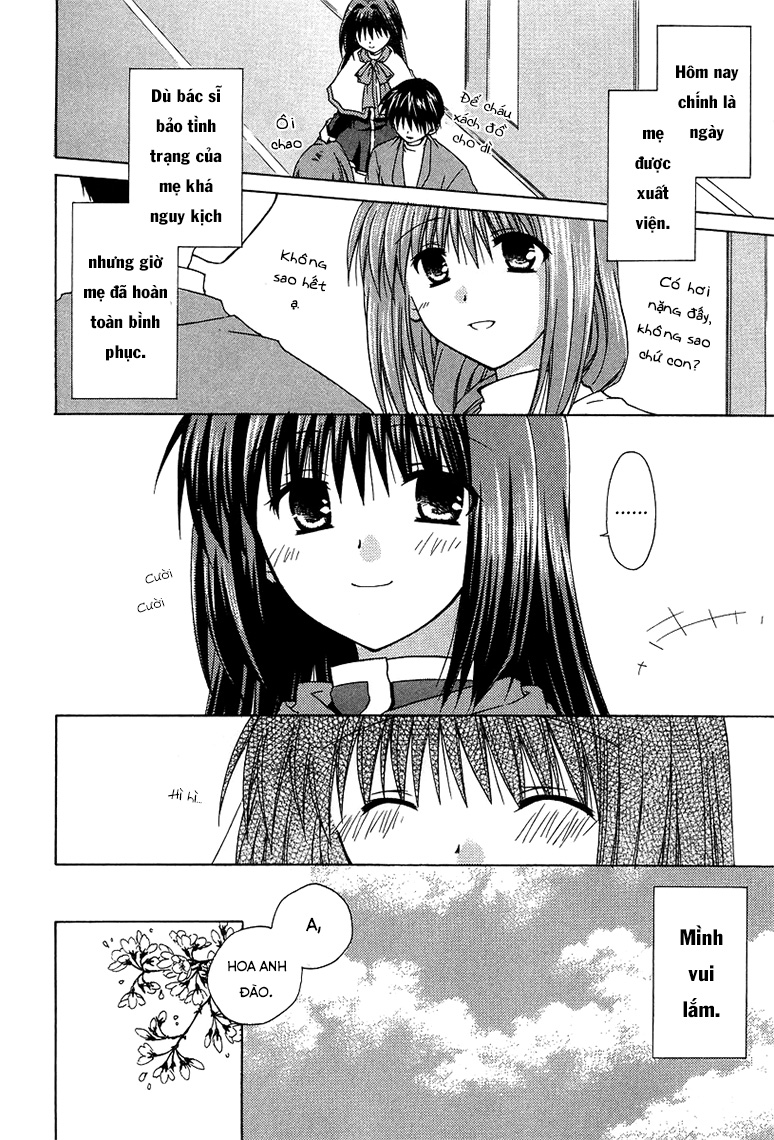 Hôm nay
chính là
ngày
mẹ
được
xuất
viện.
Để cháu
xách đồ
cho dì
Ôi
chao
Dù bác sĩ
bảo tình
trạng của
mẹ khá
nguy kịch
nhưng giờ
mẹ đã hoàn
toàn bình
phục.
Có hơi
nặng đấy,
không sao
chứ con?
Không
sao hết
ạ.
......
Cười
Cười
Hì hì...
Mình
vui
lắm.
A,
HOA ANH
ĐÀO.